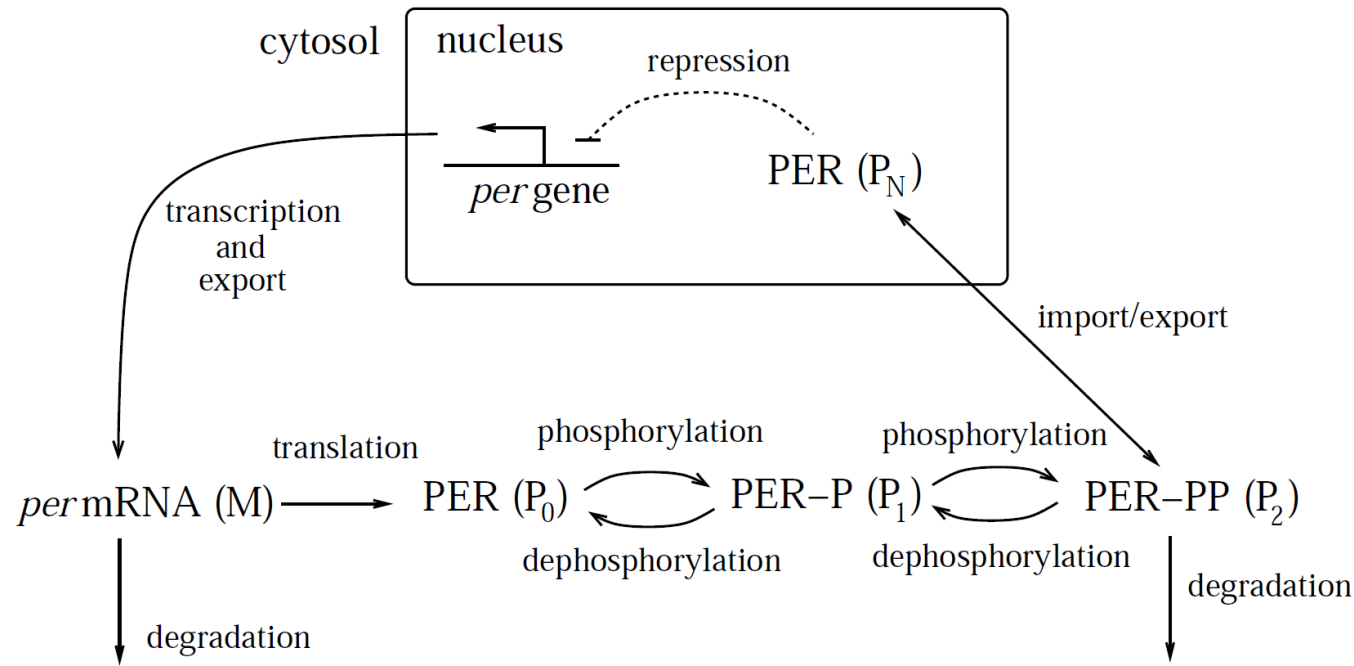 cytosol
nucleus
repression
per gene
PER (P_N)
transcription
and
export
import/export
translation
phosphorylation
phosphorylation
per mRNA (M)
PER (P_0)
PER–P (P_1)
PER–PP (P_2)
dephosphorylation
dephosphorylation
degradation
degradation